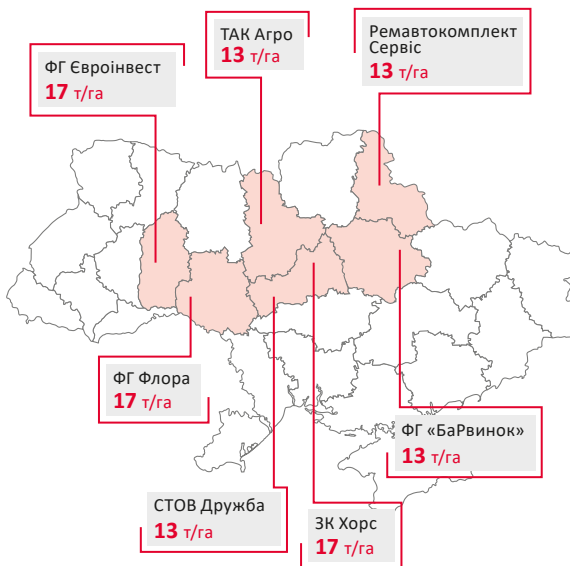 ТАК Агро
13 т/га
Ремавтокомплект
Сервіс
13 т/га
ФГ Євроінвест
17 т/га
ФГ Флора
17 т/га
ФГ «БаРвинок»
13 т/га
СТОВ Дружба
13 т/га
ЗК Хорс
17 т/га